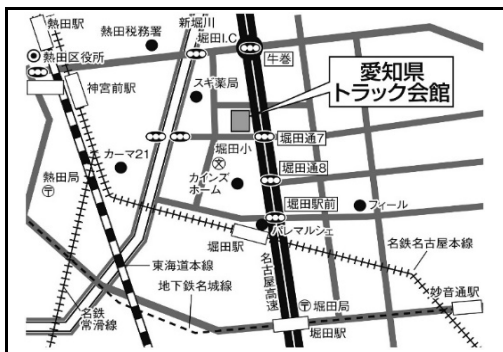 熱田駅
熱田税務署
新堀川
堀田I.C
熱田区役所
牛巻
愛知県
トラック会館
神宮前駅
スギ薬局
堀田通7
カーマ21
堀田小
文
堀田通8
カインズ
ホーム
熱田局
〒
堀田駅前
フィール
パレマルシェ
堀田駅
名鉄名古屋本線
東海道本線
名古屋高速
地下鉄名城線
〒堀田局
妙音通駅
名鉄
常滑線
堀田駅